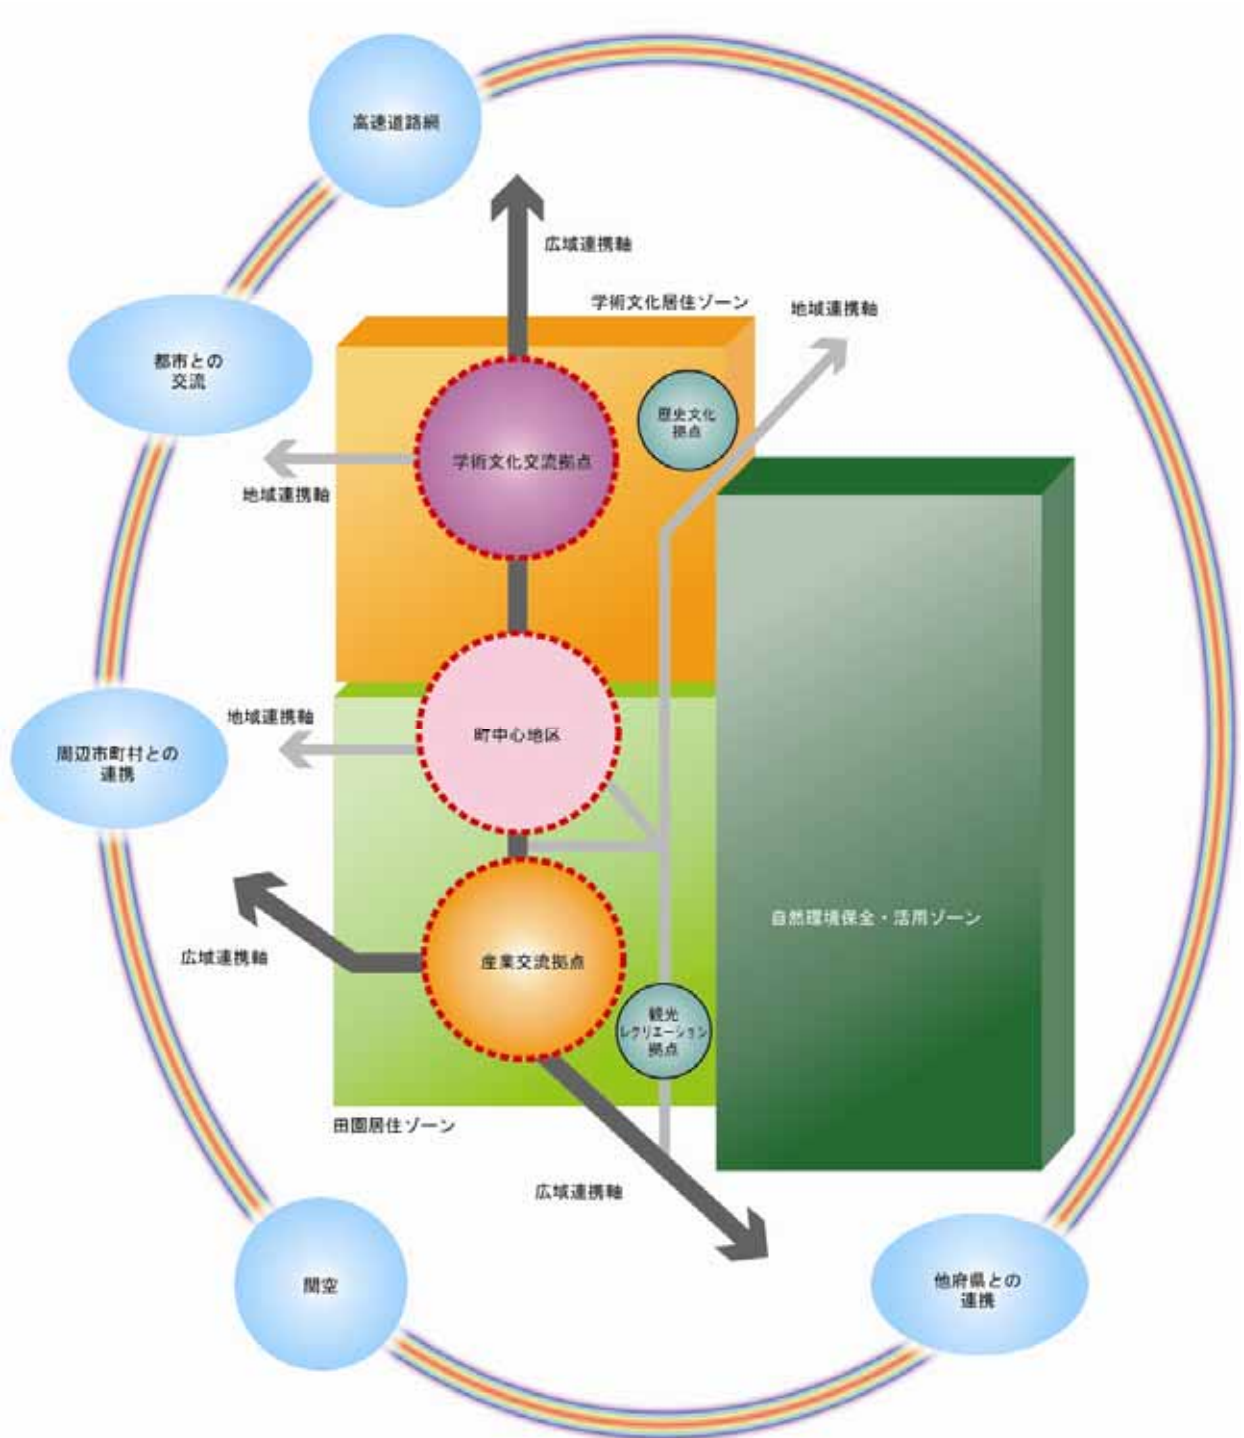 高速道路網
広域連携軸
学術文化居住ゾーン
地域連携軸
都市との
交流
歴史文化
拠点
学術文化交流拠点
地域連携軸
地域連携軸
町中心地区
周辺市町村との
連携
自然環境保全・活用ゾーン
広域連携軸
産業交流拠点
観光
レクリエーション
拠点
田園居住ゾーン
広域連携軸
関空
他府県との
連携